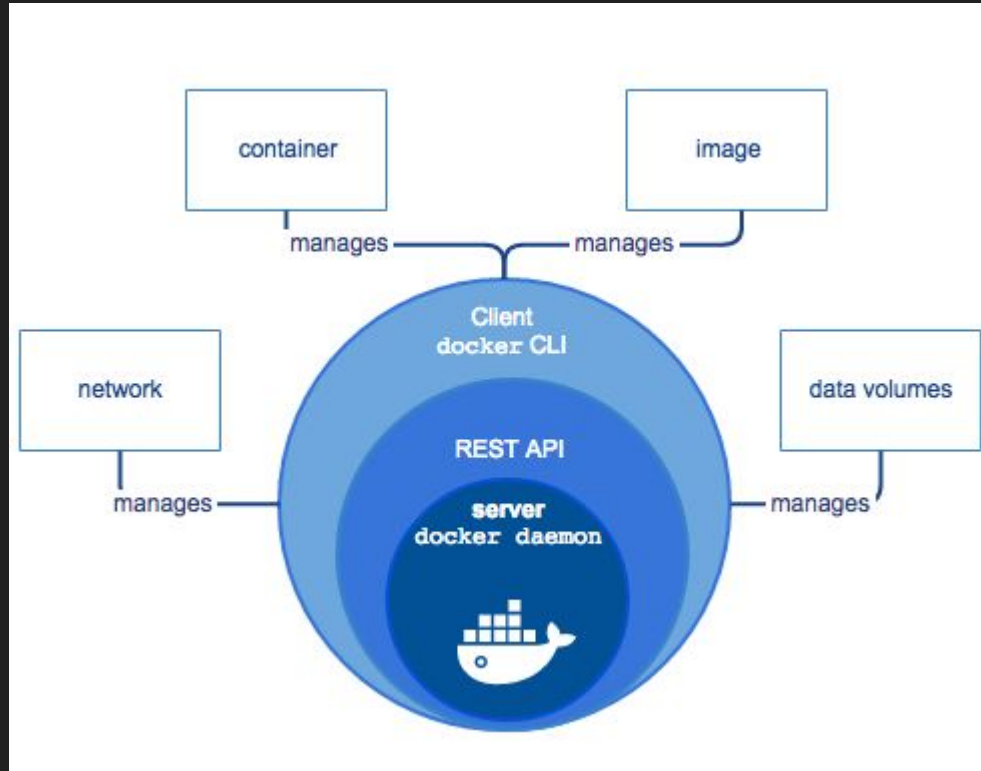 container
image
manages
manages
Client
docker CLI
network
data volumes
REST API
manages
manages
server
docker daemon